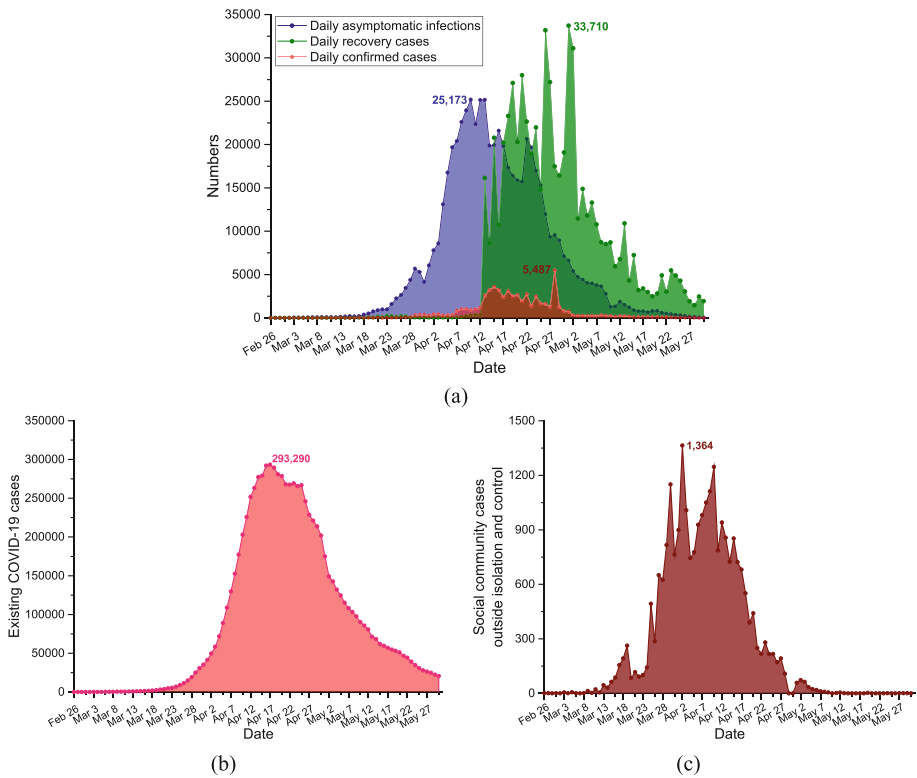 35000
30000
25000
20000
15000
10000
5000
0
Numbers
Daily asymptomatic infections
Daily recovery cases
Daily confirmed cases
25,173
33,710
5,487
Feb 26
Mar 3
Mar 8
Mar 13
Mar 18
Mar 23
Mar 28
Apr 2
Apr 7
Apr 12
Apr 17
Apr 22
Apr 27
May 2
May 7
May 12
May 17
May 22
May 27
Date
(a)
350000
300000
250000
200000
150000
100000
50000
0
Existing COVID-19 cases
293,290
Feb 26
Mar 3
Mar 8
Mar 13
Mar 18
Mar 23
Mar 28
Apr 2
Apr 7
Apr 12
Apr 17
Apr 22
Apr 27
May 2
May 7
May 12
May 17
May 22
May 27
Date
(b)
1500
1200
900
600
300
0
Social community cases
outside isolation and control
1,364
Feb 26
Mar 3
Mar 8
Mar 13
Mar 18
Mar 23
Mar 28
Apr 2
Apr 7
Apr 12
Apr 17
Apr 22
Apr 27
May 2
May 7
May 12
May 17
May 22
May 27
Date
(c)